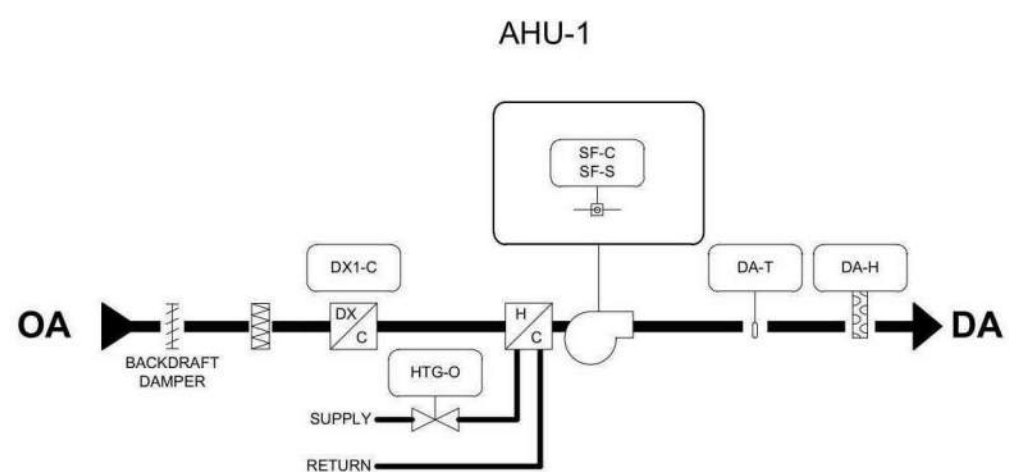 AHU-1
SF-C
SF-S
DX1-C
DA-T
DA-H
OA
DX
C
H
C
DA
BACKDRAFT
DAMPER
HTG-O
SUPPLY
RETURN